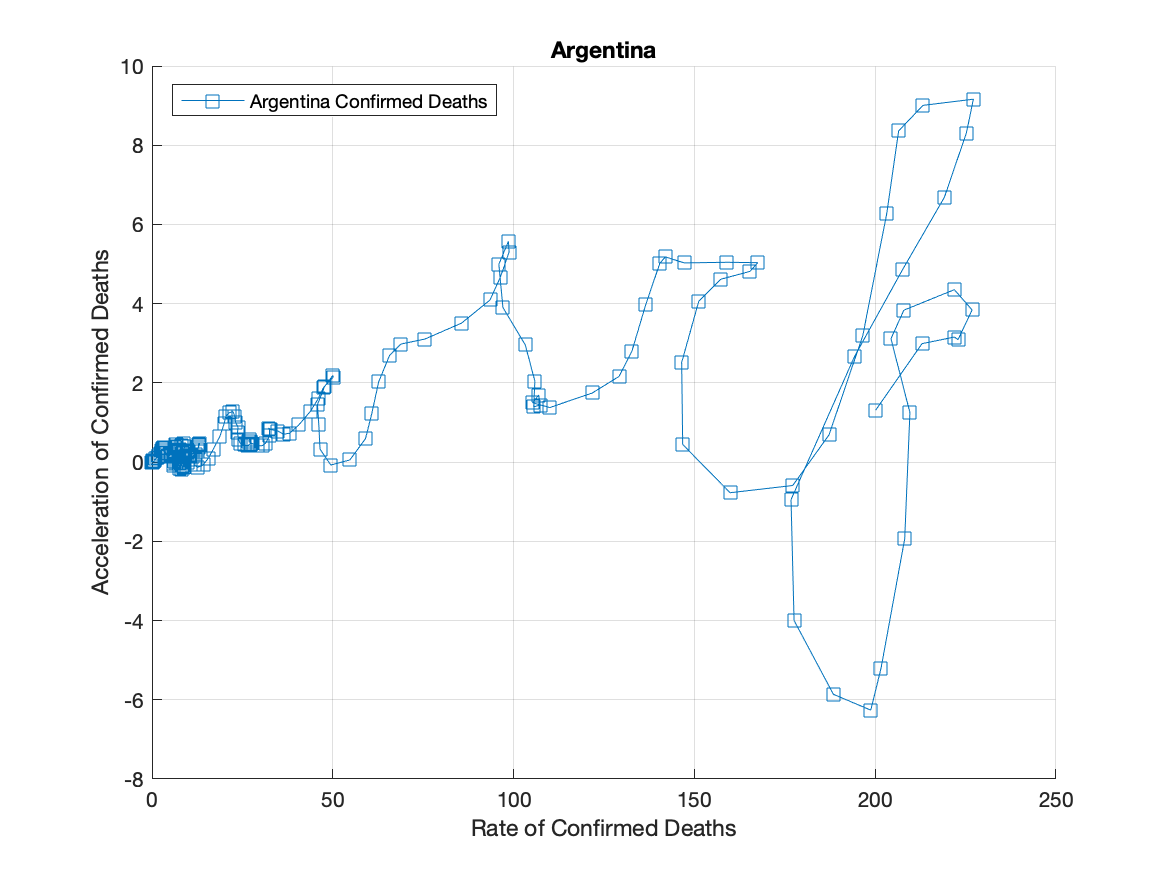 Argentina
Argentina Confirmed Deaths
10
8
6
4
2
0
-2
-4
-6
-8
Acceleration of Confirmed Deaths
0 50 100 150 200 250
Rate of Confirmed Deaths